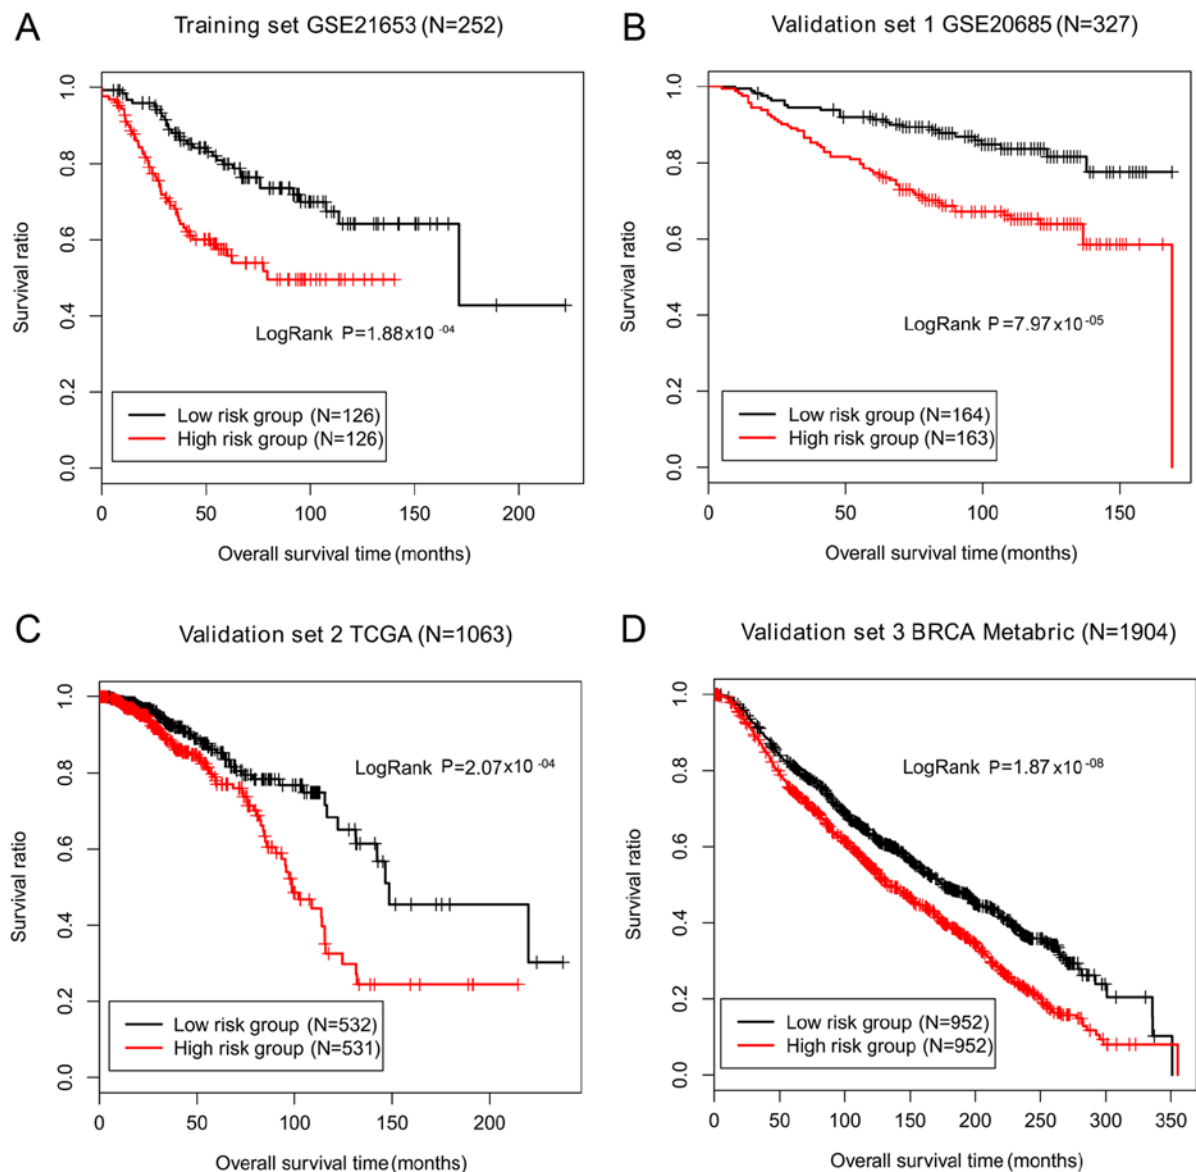 A
Training set GSE21653 (N=252)
Survival ratio
1.0
0.8
0.6
0.4
0.2
0.0
LogRank P=1.88x10 -04
Low risk group (N=126)
High risk group (N=126)
0 50 100 150 200
Overall survival time (months)
B
Validation set 1 GSE20685 (N=327)
Survival ratio
1.0
0.8
0.6
0.4
0.2
0.0
LogRank P=7.97x10 -05
Low risk group (N=164)
High risk group (N=163)
0 50 100 150
Overall survival time (months)
C
Validation set 2 TCGA (N=1063)
Survival ratio
1.0
0.8
0.6
0.4
0.2
0.0
LogRank P=2.07x10 -04
Low risk group (N=532)
High risk group (N=531)
0 50 100 150 200
Overall survival time (months)
D
Validation set 3 BRCA Metabric (N=1904)
Survival ratio
1.0
0.8
0.6
0.4
0.2
0.0
LogRank P=1.87x10 -08
Low risk group (N=952)
High risk group (N=952)
0 50 100 150 200 250 300 350
Overall survival time (months)